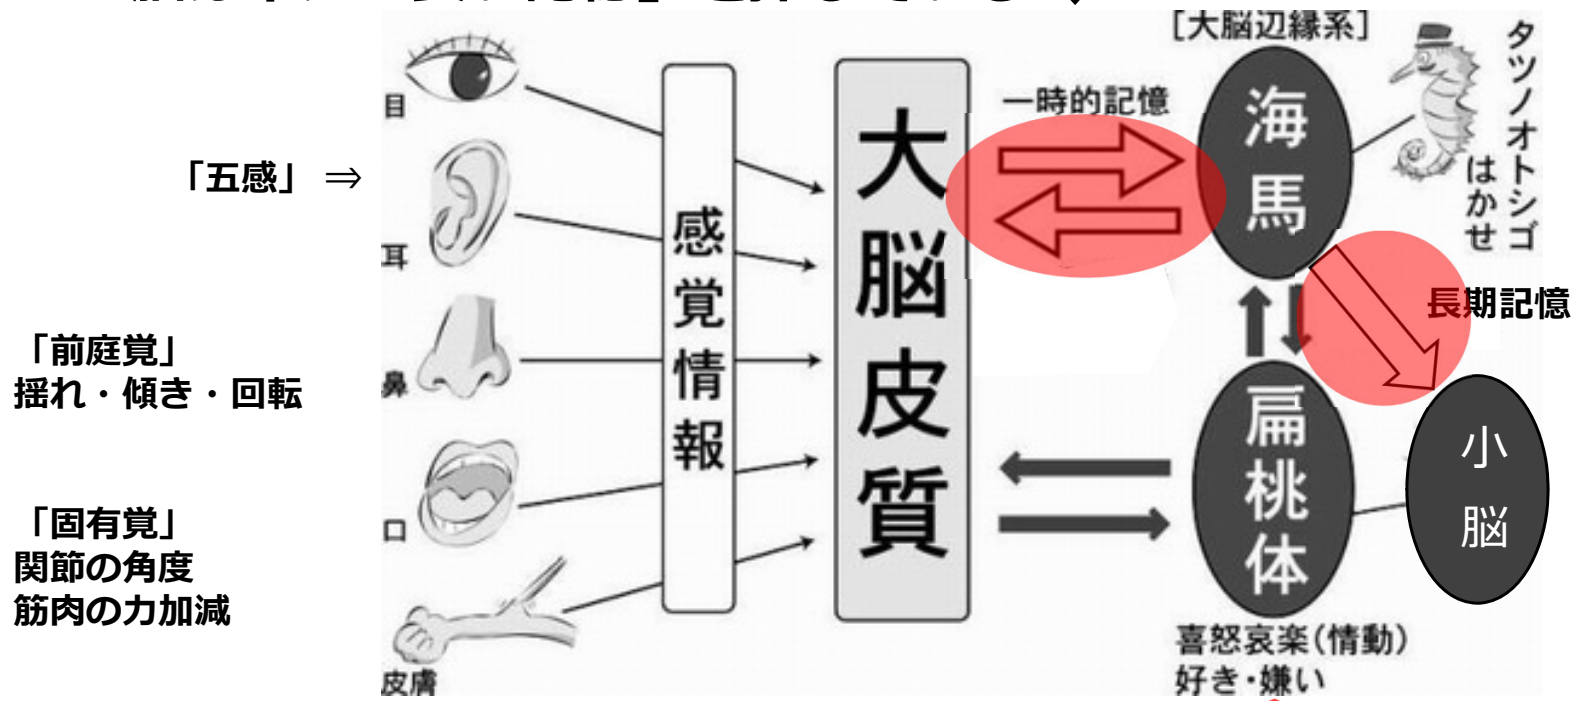 [大脳辺縁系]
目
一時的記憶
海馬
タツノオトシゴ
はかせ
「五感」 ⇒
耳
感覚情報
大脳皮質
長期記憶
「前庭覚」
揺れ・傾き・回転
鼻
扁桃体
小脳
「固有覚」
関節の角度
筋肉の力加減
口
皮膚
喜怒哀楽(情動)
好き・嫌い